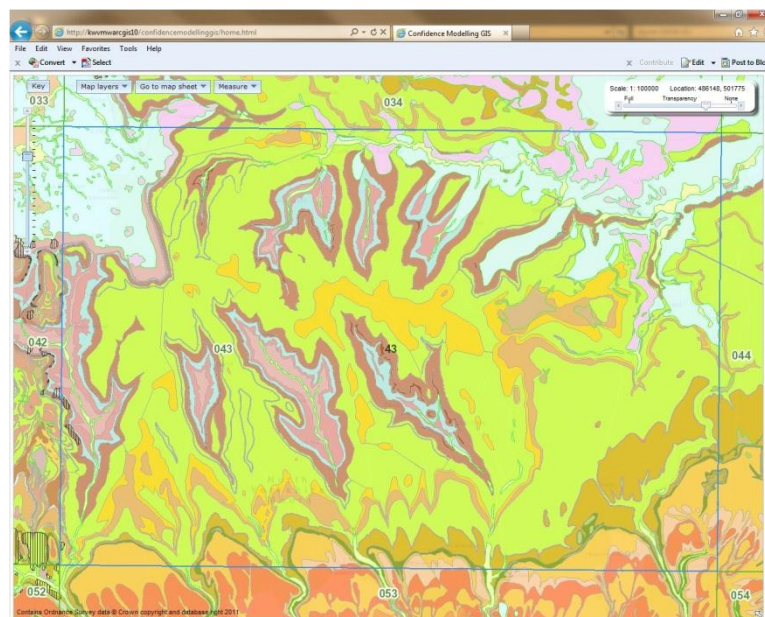 http://kwvmwarcgis10/confidencemodellinggis/home.html
Confidence Modelling GIS
File Edit View Favorites Tools Help
x Convert Select
x Contribute Edit Post to Blo
Key Map layers Go to map sheet Measure
Scale: 1: 100000 Location: 486148, 501775
Full Transparency None
033
034
042
043
43
044
052
053
054
Contains Ordnance Survey data © Crown copyright and database right 2011